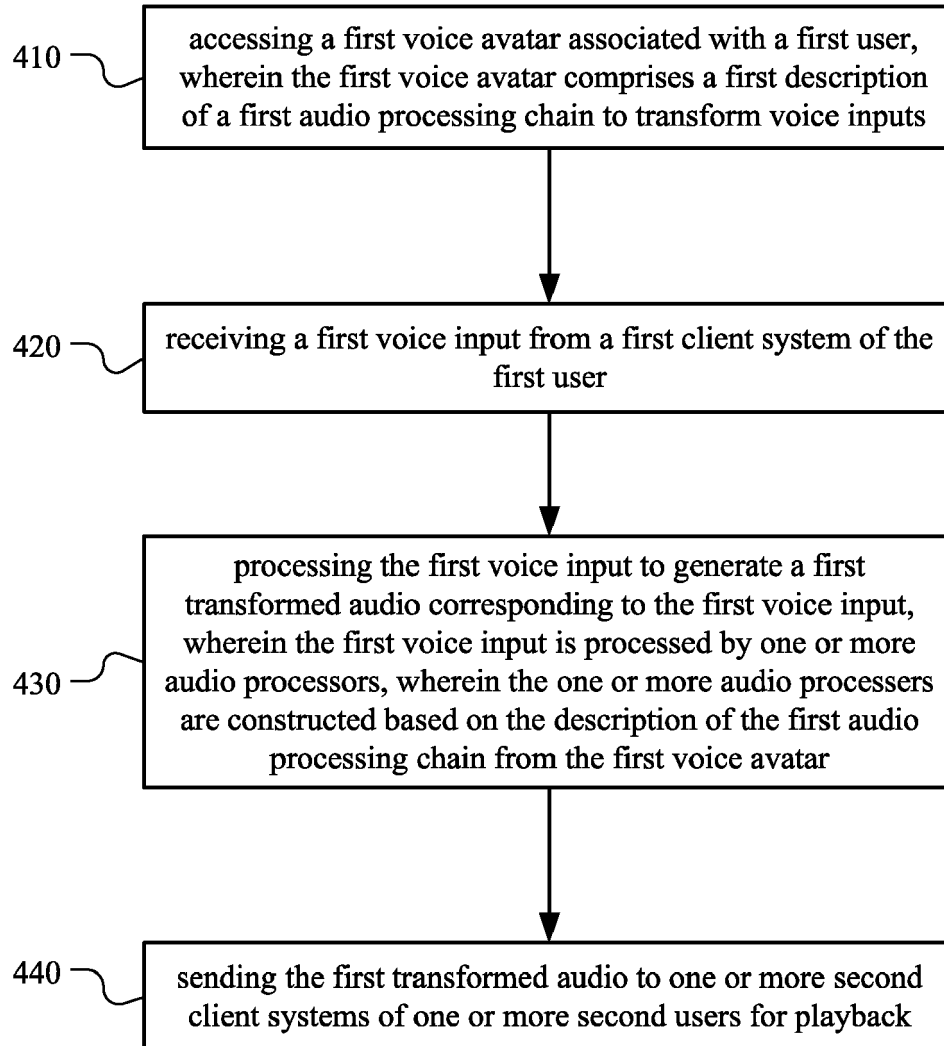 410
accessing a first voice avatar associated with a first user,
wherein the first voice avatar comprises a first description
of a first audio processing chain to transform voice inputs
420
receiving a first voice input from a first client system of the
first user
430
processing the first voice input to generate a first
transformed audio corresponding to the first voice input,
wherein the first voice input is processed by one or more
audio processors, wherein the one or more audio processers
are constructed based on the description of the first audio
processing chain from the first voice avatar
440
sending the first transformed audio to one or more second
client systems of one or more second users for playback